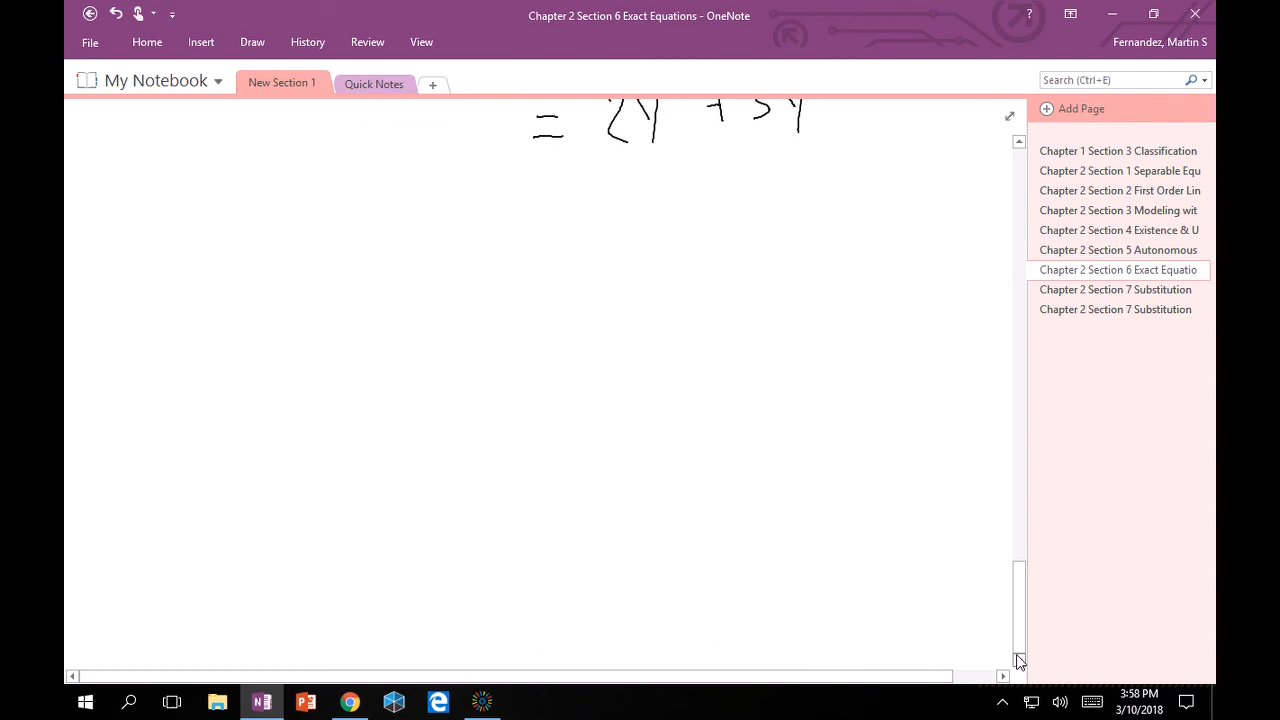 Chapter 2 Section 6 Exact Equations - OneNote
?
File Home Insert Draw History Review View
Fernandez, Martin S
My Notebook
New Section 1
Quick Notes
Search (Ctrl+E)
Add Page
= 2y + 3y
Chapter 1 Section 3 Classification
Chapter 2 Section 1 Separable Equ
Chapter 2 Section 2 First Order Lin
Chapter 2 Section 3 Modeling wit
Chapter 2 Section 4 Existence & U
Chapter 2 Section 5 Autonomous
Chapter 2 Section 6 Exact Equatio
Chapter 2 Section 7 Substitution
Chapter 2 Section 7 Substitution
3:58 PM
3/10/2018